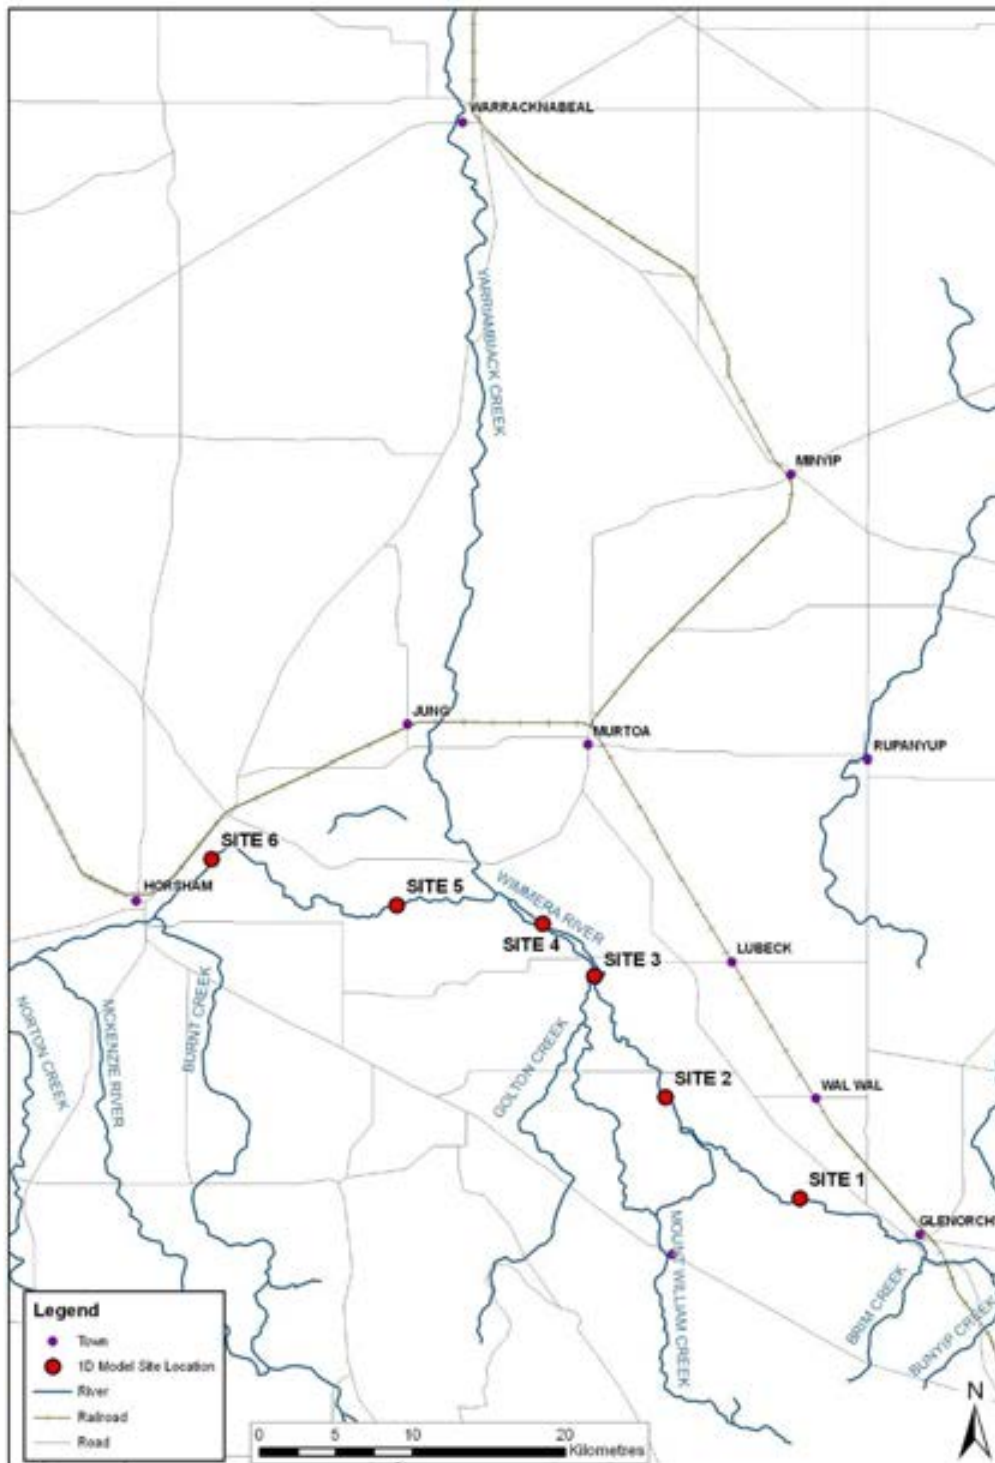 WARRACKNABEAL
YARRIAMBIACK CREEK
MINYIP
JUNG
MURTOA
RUPANYUP
SITE 6
HORSHAM
SITE 5
WIMMERA RIVER
SITE 4
SITE 3
LUBECK
NORTON CREEK
MCKENZIE RIVER
BURNT CREEK
GOLTON CREEK
SITE 2
WAL WAL
SITE 1
GLENORCH
MOUNT WILLIAM CREEK
BRIM CREEK
BUNYIP CREEK
Legend
Town
1D Model Site Location
River
Railroad
Road
0 5 10 20
Kilometres
N